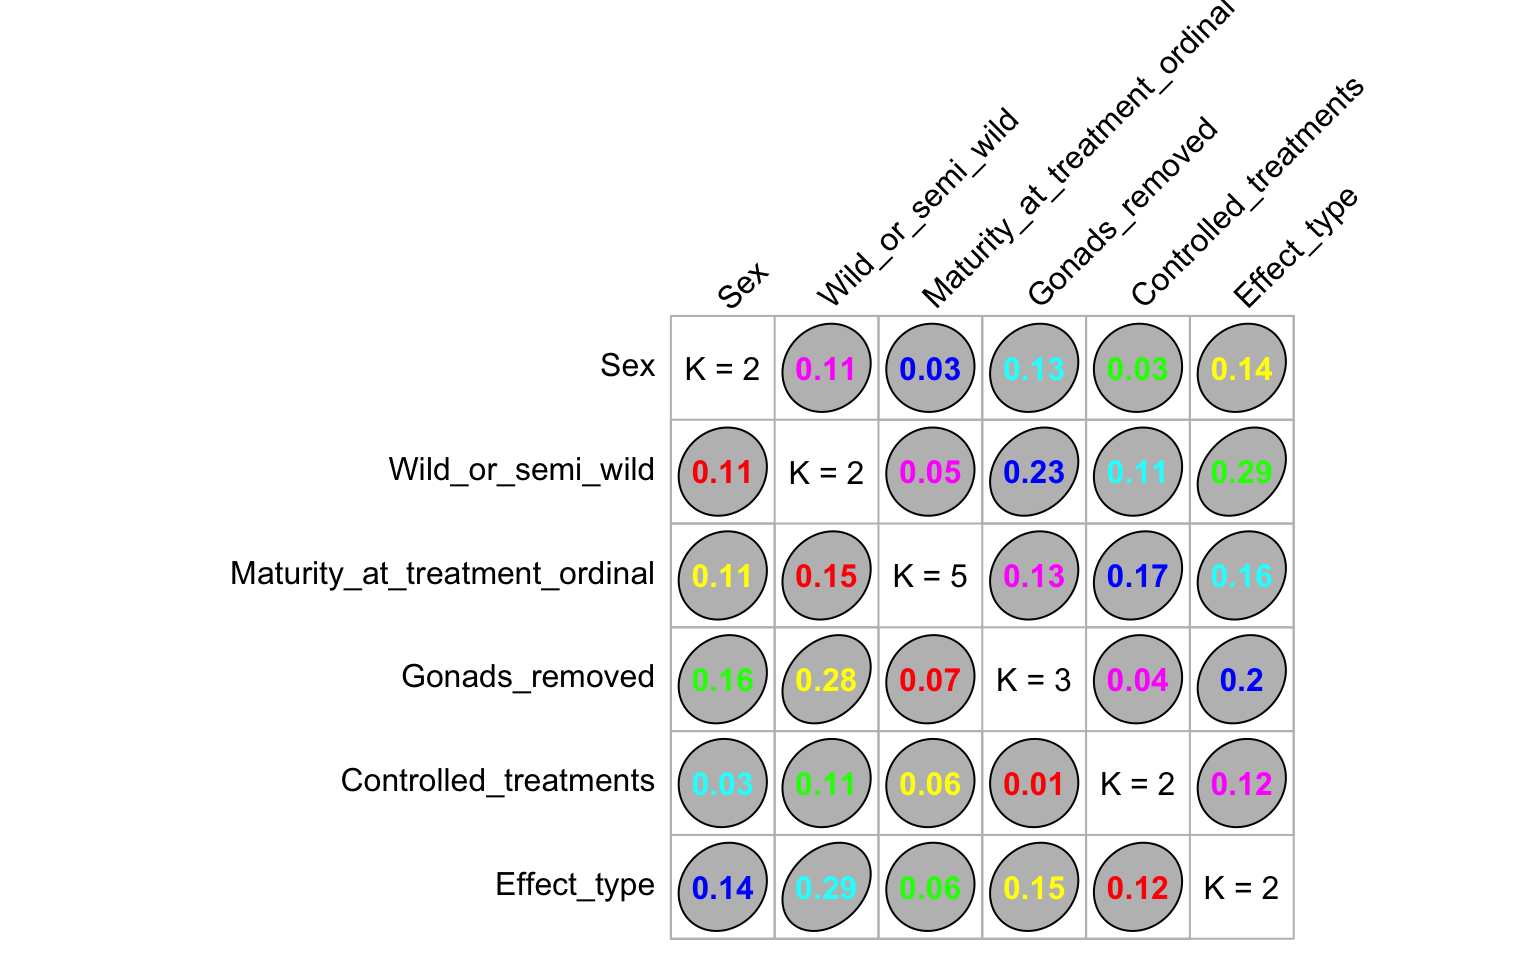 Sex
Wild_or_semi_wild
Maturity_at_treatment_ordinal
Gonads_removed
Controlled_treatments
Effect_type
Sex K = 2 0.11 0.03 0.13 0.03 0.14
Wild_or_semi_wild 0.11 K = 2 0.05 0.23 0.11 0.29
Maturity_at_treatment_ordinal 0.11 0.15 K = 5 0.13 0.17 0.16
Gonads_removed 0.16 0.28 0.07 K = 3 0.04 0.2
Controlled_treatments 0.03 0.11 0.06 0.01 K = 2 0.12
Effect_type 0.14 0.29 0.06 0.15 0.12 K = 2